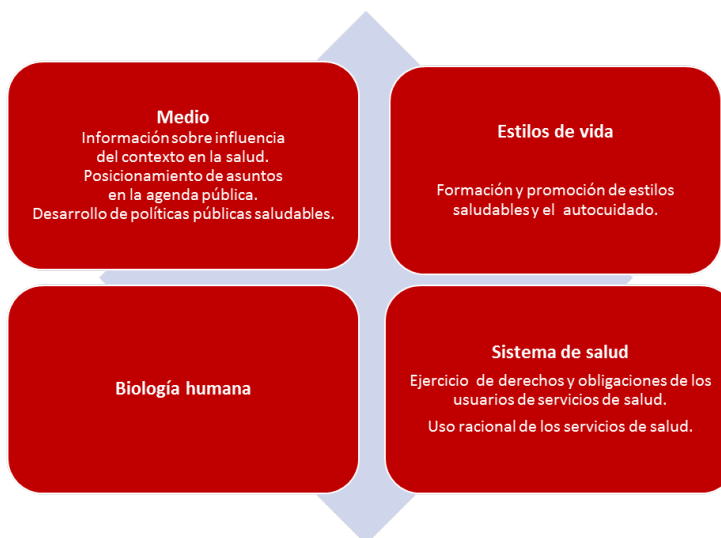 Medio
Información sobre influencia
del contexto en la salud.
Posicionamiento de asuntos
en la agenda pública.
Desarrollo de políticas públicas saludables.
Estilos de vida
Formación y promoción de estilos
saludables y el autocuidado.
Biología humana
Sistema de salud
Ejercicio de derechos y obligaciones de los
usuarios de servicios de salud.
Uso racional de los servicios de salud.